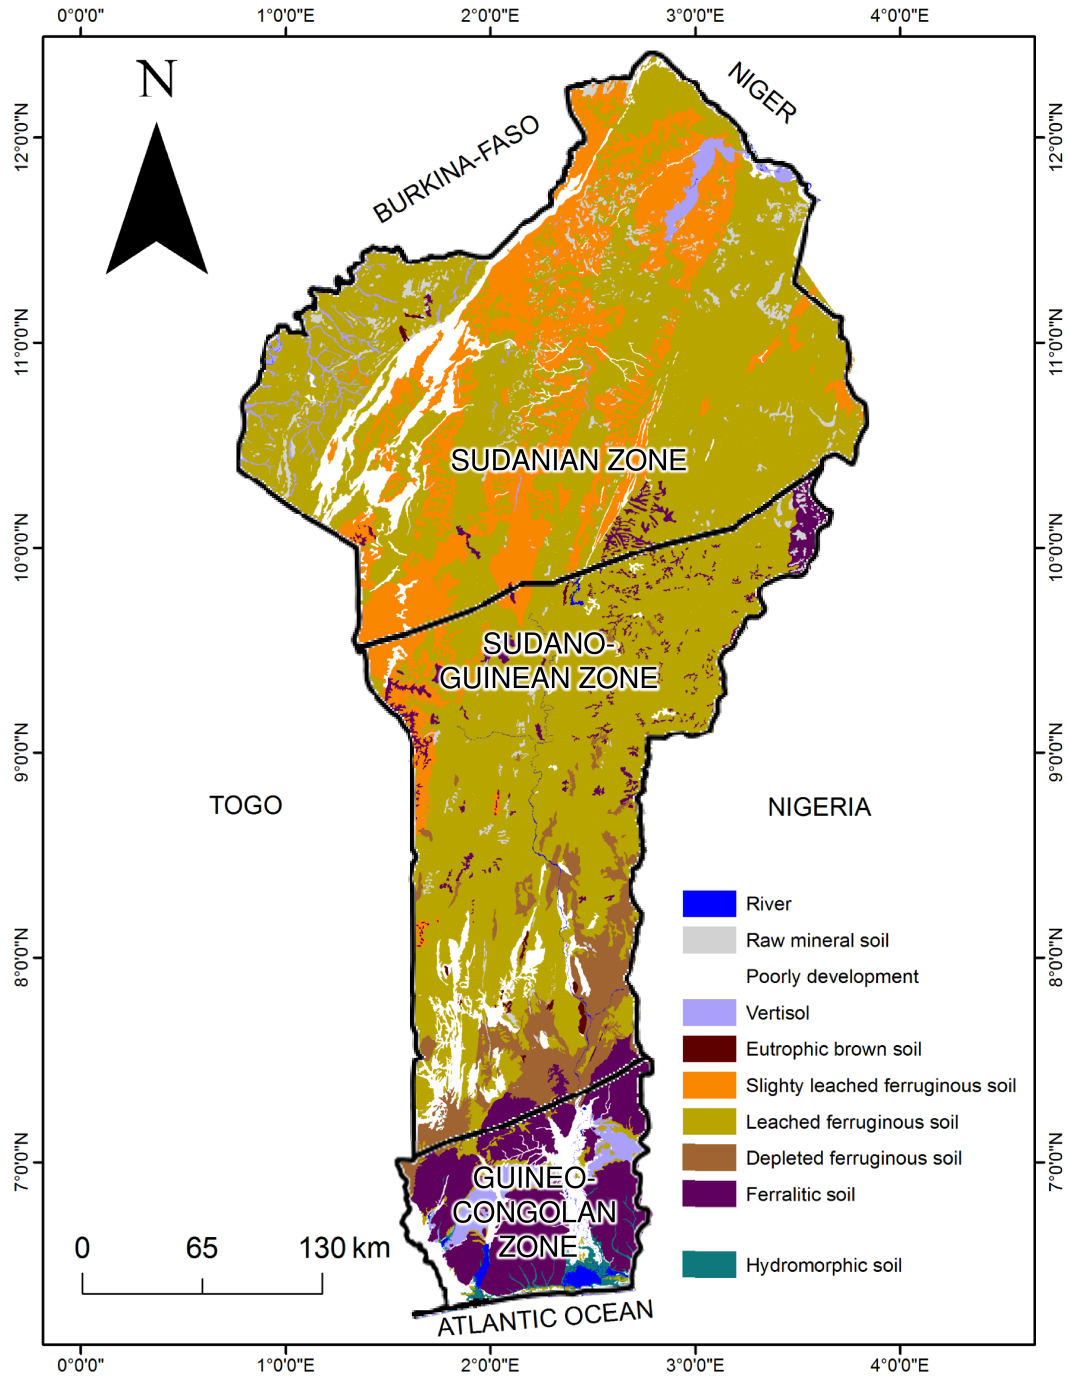 0°0'0" 1°0'0"E 2°0'0"E 3°0'0"E 4°0'0"E
N
NIGER
BURKINA-FASO
12°0'0"N 12°0'0"N
11°0'0"N 11°0'0"N
SUDANIAN ZONE
10°0'0"N 10°0'0"N
SUDANO-
GUINEAN ZONE
9°0'0"N 9°0'0"N
TOGO NIGERIA
River
Raw mineral soil
8°0'0"N 8°0'0"N
Poorly development
Vertisol
Eutrophic brown soil
Slighty leached ferruginous soil
Leached ferruginous soil
Depleted ferruginous soil
7°0'0"N 7°0'0"N
Ferralitic soil
GUINEO-
CONGOLAN
ZONE
0 65 130 km
Hydromorphic soil
ATLANTIC OCEAN
0°0'0" 1°0'0"E 2°0'0"E 3°0'0"E 4°0'0"E